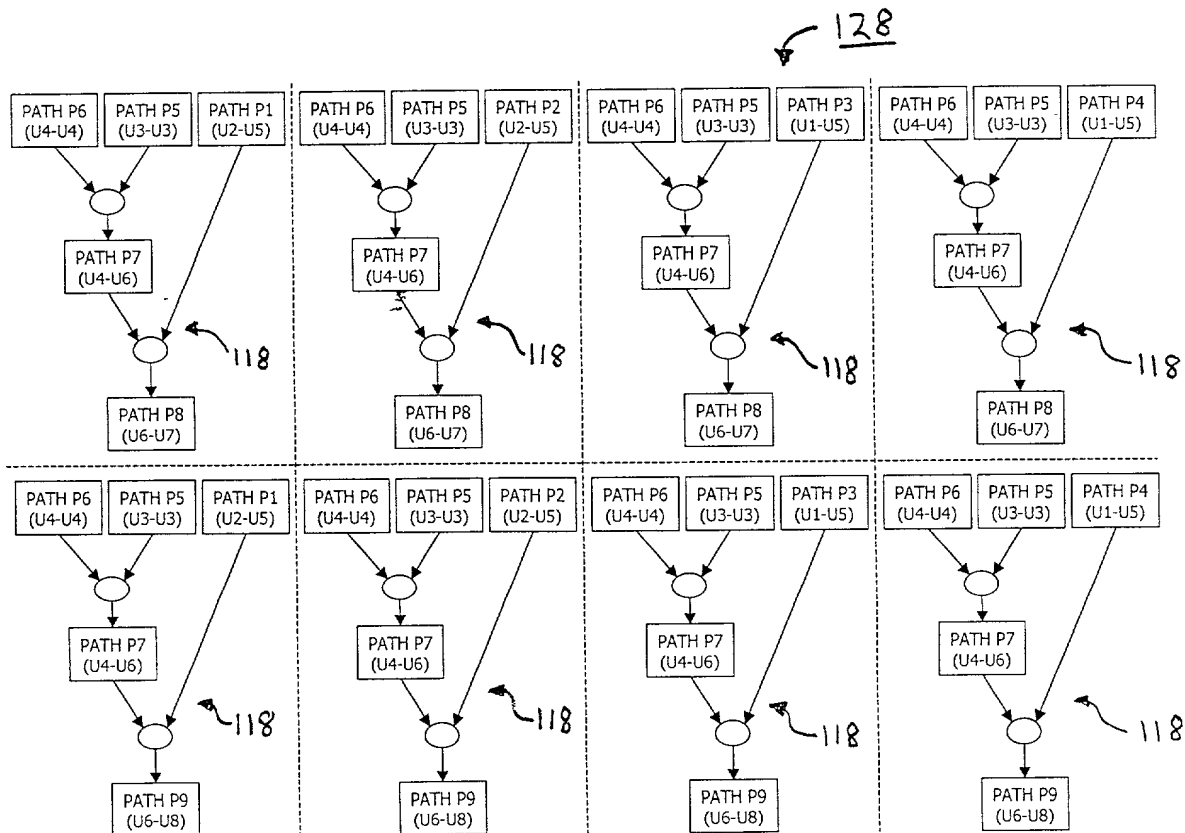 128
PATH P6
(U4-U4)
PATH P5
(U3-U3)
PATH P1
(U2-U5)
PATH P7
(U4-U6)
118
PATH P8
(U6-U7)
PATH P6
(U4-U4)
PATH P5
(U3-U3)
PATH P2
(U2-U5)
PATH P7
(U4-U6)
118
PATH P8
(U6-U7)
PATH P6
(U4-U4)
PATH P5
(U3-U3)
PATH P3
(U1-U5)
PATH P7
(U4-U6)
118
PATH P8
(U6-U7)
PATH P6
(U4-U4)
PATH P5
(U3-U3)
PATH P4
(U1-U5)
PATH P7
(U4-U6)
118
PATH P8
(U6-U7)
PATH P6
(U4-U4)
PATH P5
(U3-U3)
PATH P1
(U2-U5)
PATH P7
(U4-U6)
118
PATH P9
(U6-U8)
PATH P6
(U4-U4)
PATH P5
(U3-U3)
PATH P2
(U2-U5)
PATH P7
(U4-U6)
118
PATH P9
(U6-U8)
PATH P6
(U4-U4)
PATH P5
(U3-U3)
PATH P3
(U1-U5)
PATH P7
(U4-U6)
118
PATH P9
(U6-U8)
PATH P6
(U4-U4)
PATH P5
(U3-U3)
PATH P4
(U1-U5)
PATH P7
(U4-U6)
118
PATH P9
(U6-U8)